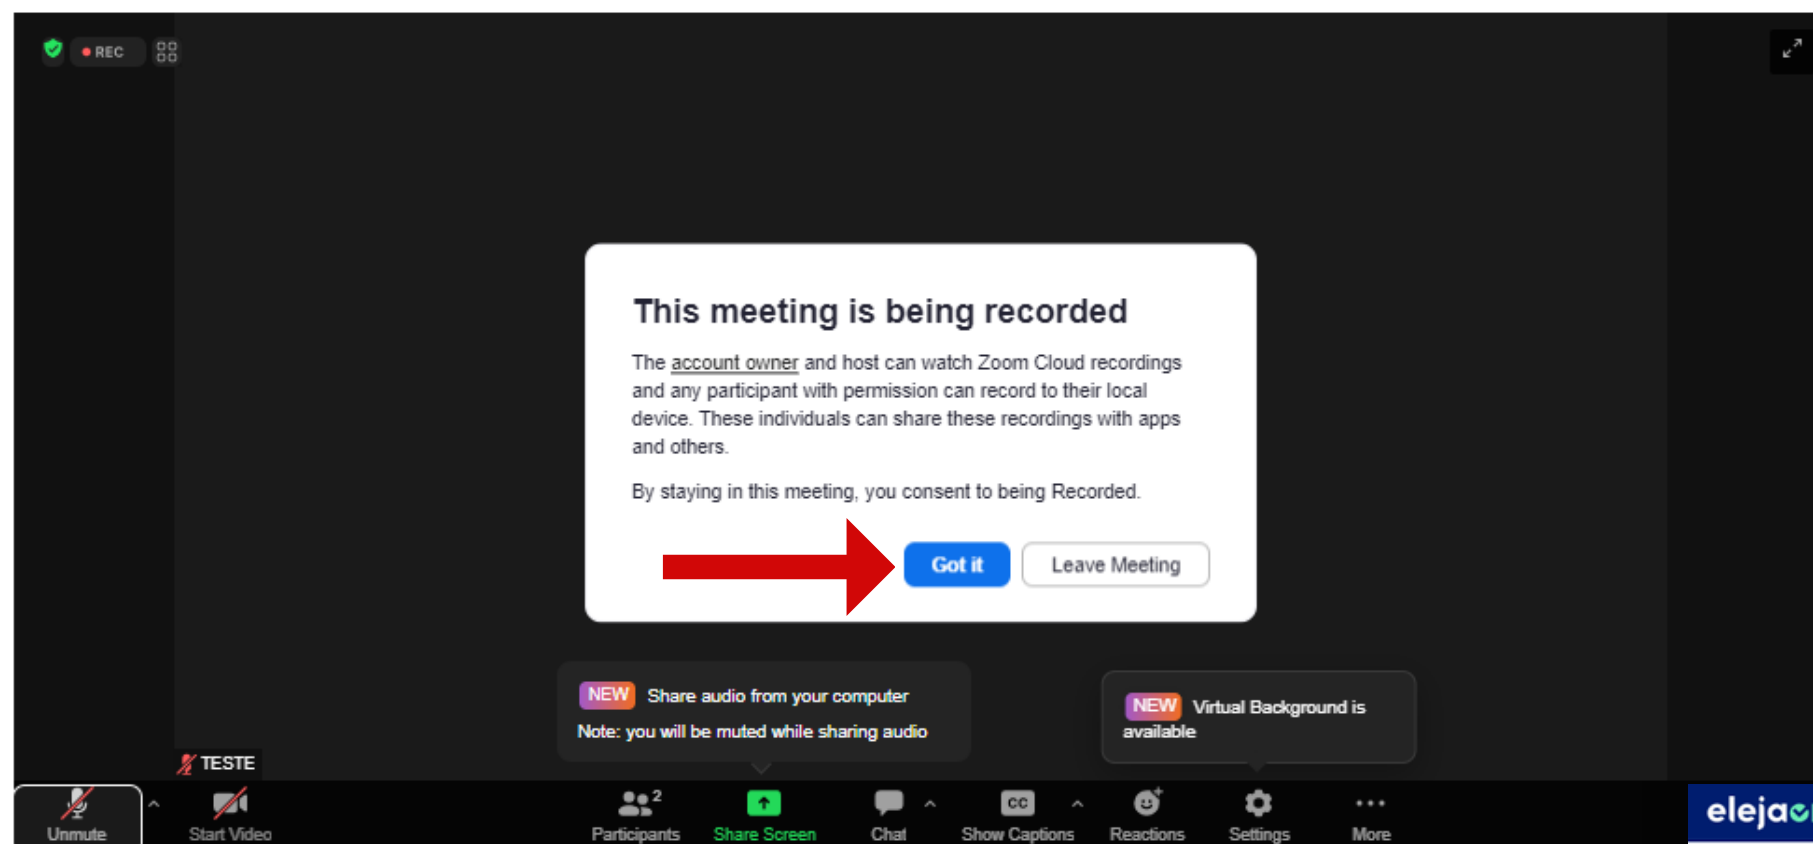 REC
This meeting is being recorded
The account owner and host can watch Zoom Cloud recordings
and any participant with permission can record to their local
device. These individuals can share these recordings with apps
and others.
By staying in this meeting, you consent to being Recorded.
Got it
Leave Meeting
NEW Share audio from your computer
Note: you will be muted while sharing audio
NEW Virtual Background is
available
TESTE
Unmute
Start Video
Participants 2
Share Screen
Chat
CC
Show Captions
Reactions
Settings
More